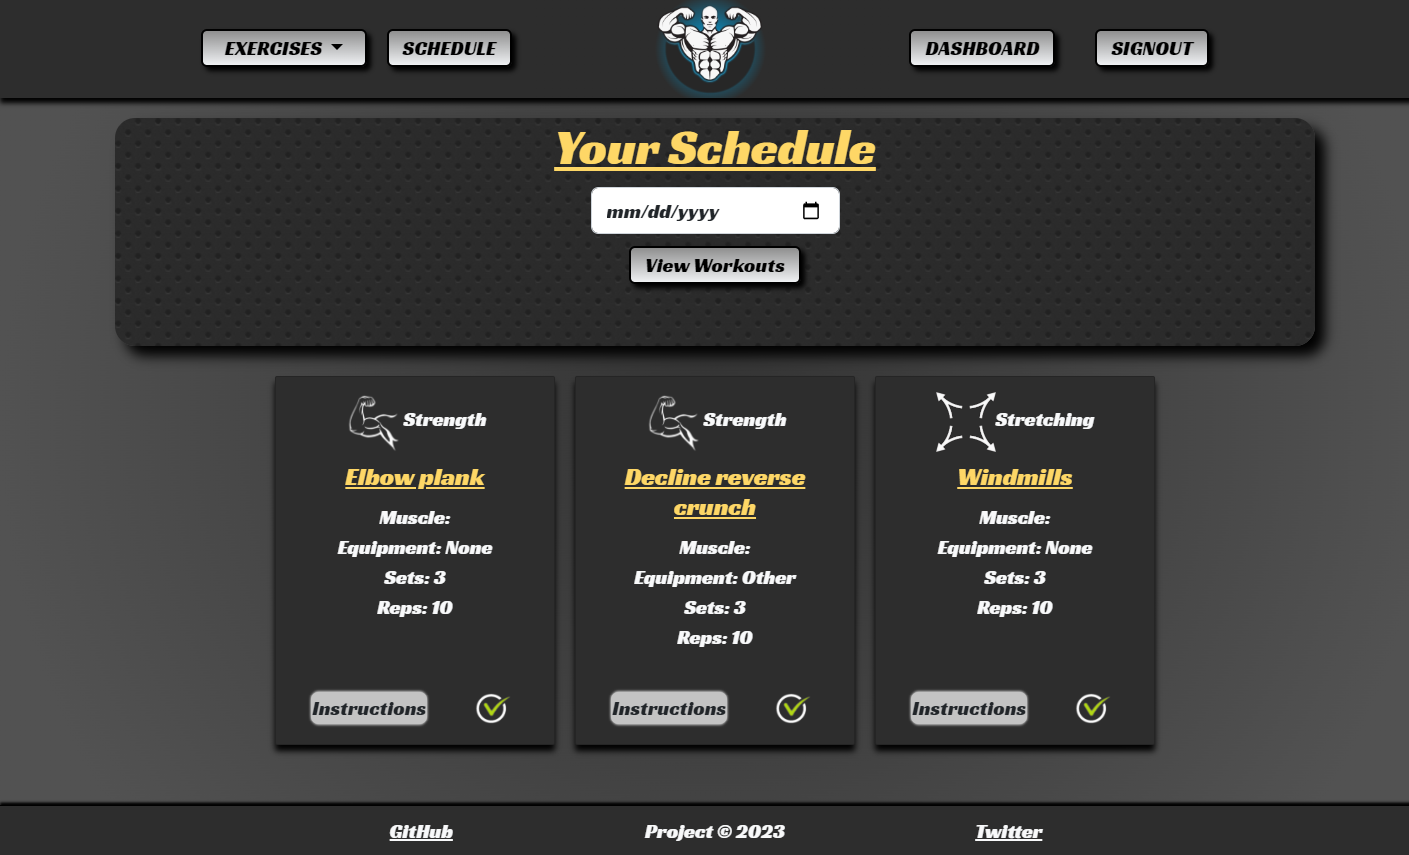 EXERCISES
SCHEDULE
DASHBOARD
SIGNOUT
Your Schedule
mm/dd/yyyy
View Workouts
Strength
Elbow plank
Muscle:
Equipment: None
Sets: 3
Reps: 10
Instructions
Strength
Decline reverse
crunch
Muscle:
Equipment: Other
Sets: 3
Reps: 10
Instructions
Stretching
Windmills
Muscle:
Equipment: None
Sets: 3
Reps: 10
Instructions
GitHub
Project © 2023
Twitter